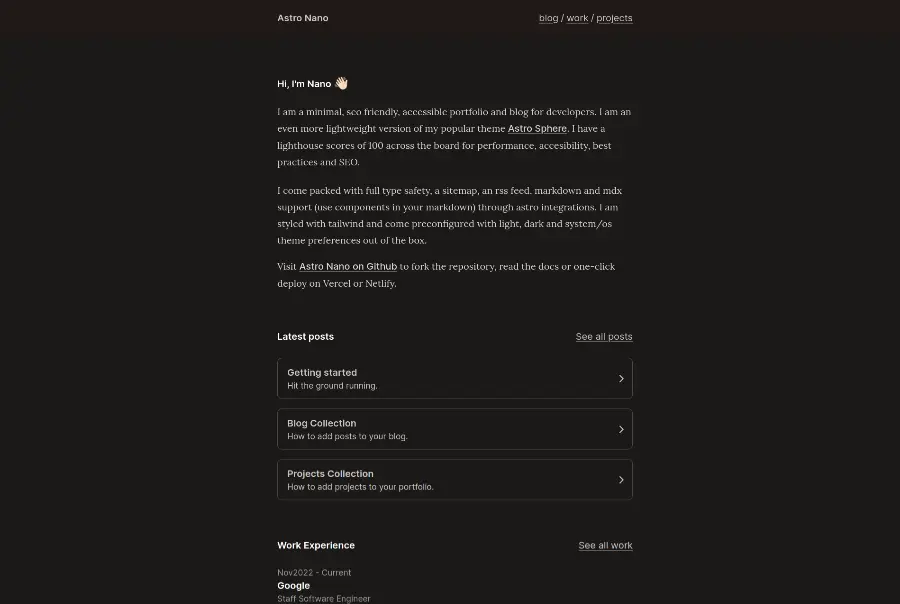 Astro Nano
blog / work / projects
Hi, I'm Nano 👋🏻
I am a minimal, seo friendly, accessible portfolio and blog for developers. I am an
even more lightweight version of my popular theme Astro Sphere. I have a
lighthouse scores of 100 across the board for performance, accesibility, best
practices and SEO.
I come packed with full type safety, a sitemap, an rss feed, markdown and mdx
support (use components in your markdown) through astro integrations. I am
styled with tailwind and come preconfigured with light, dark and system/os
theme preferences out of the box.
Visit Astro Nano on Github to fork the repository, read the docs or one-click
deploy on Vercel or Netlify.
Latest posts
See all posts
Getting started
Hit the ground running.
Blog Collection
How to add posts to your blog.
Projects Collection
How to add projects to your portfolio.
Work Experience
See all work
Nov2022 - Current
Google
Staff Software Engineer